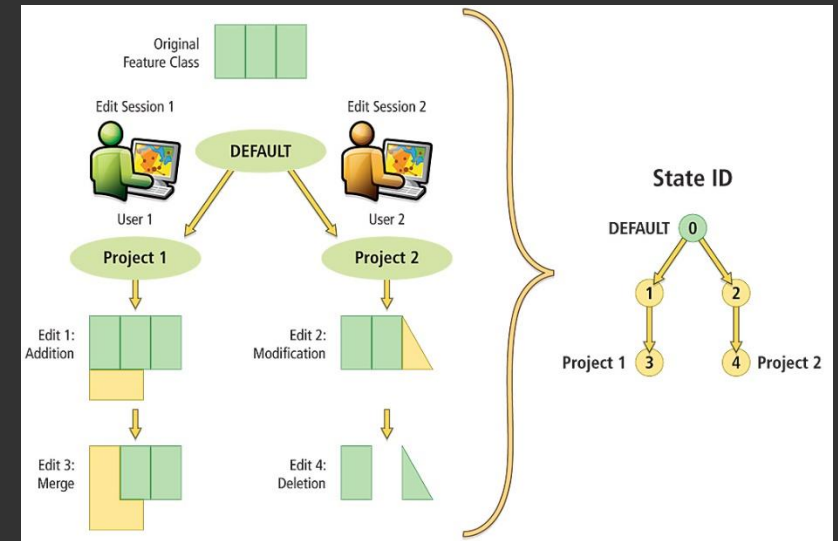 Original
Feature Class
Edit Session 1
Edit Session 2
DEFAULT
User 1
User 2
Project 1
Project 2
Edit 1:
Addition
Edit 2:
Modification
Edit 3:
Merge
Edit 4:
Deletion
State ID
DEFAULT 0
1 2
Project 1 3 4 Project 2